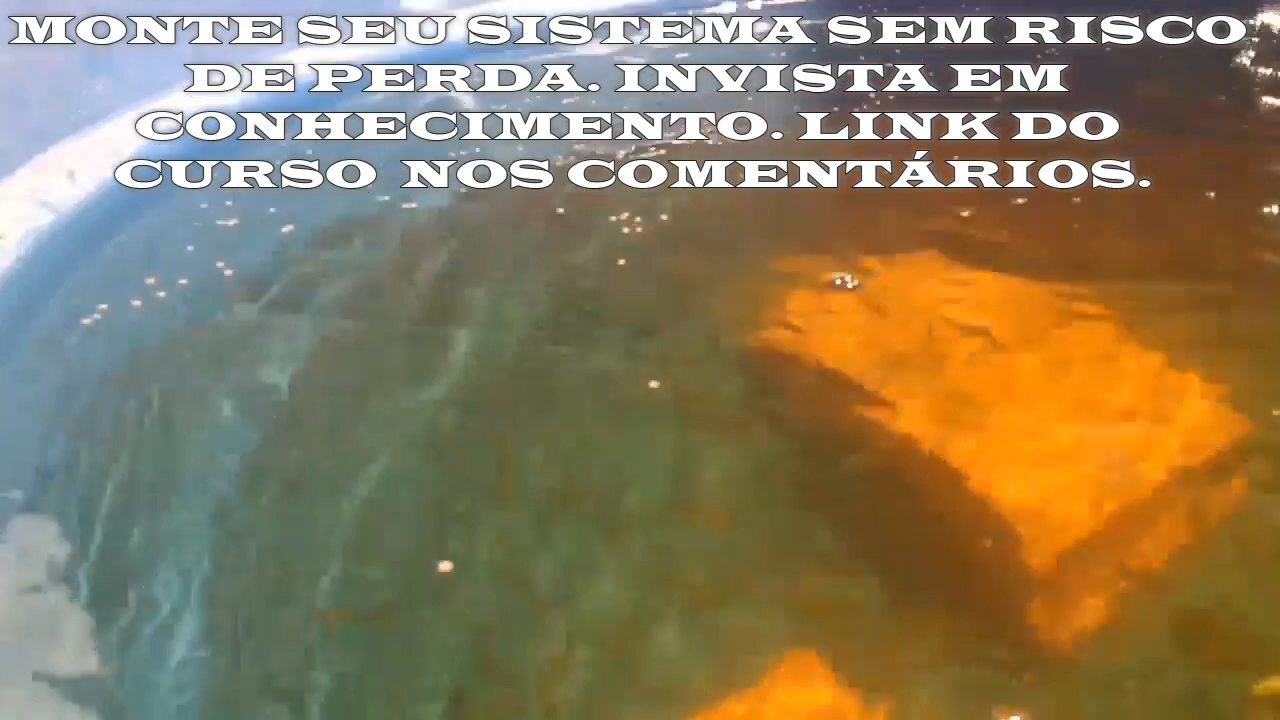 MONTE SEU SISTEMA SEM RISCO
DE PERDA. INVISTA EM
CONHECIMENTO. LINK DO
CURSO NOS COMENTÁRIOS.